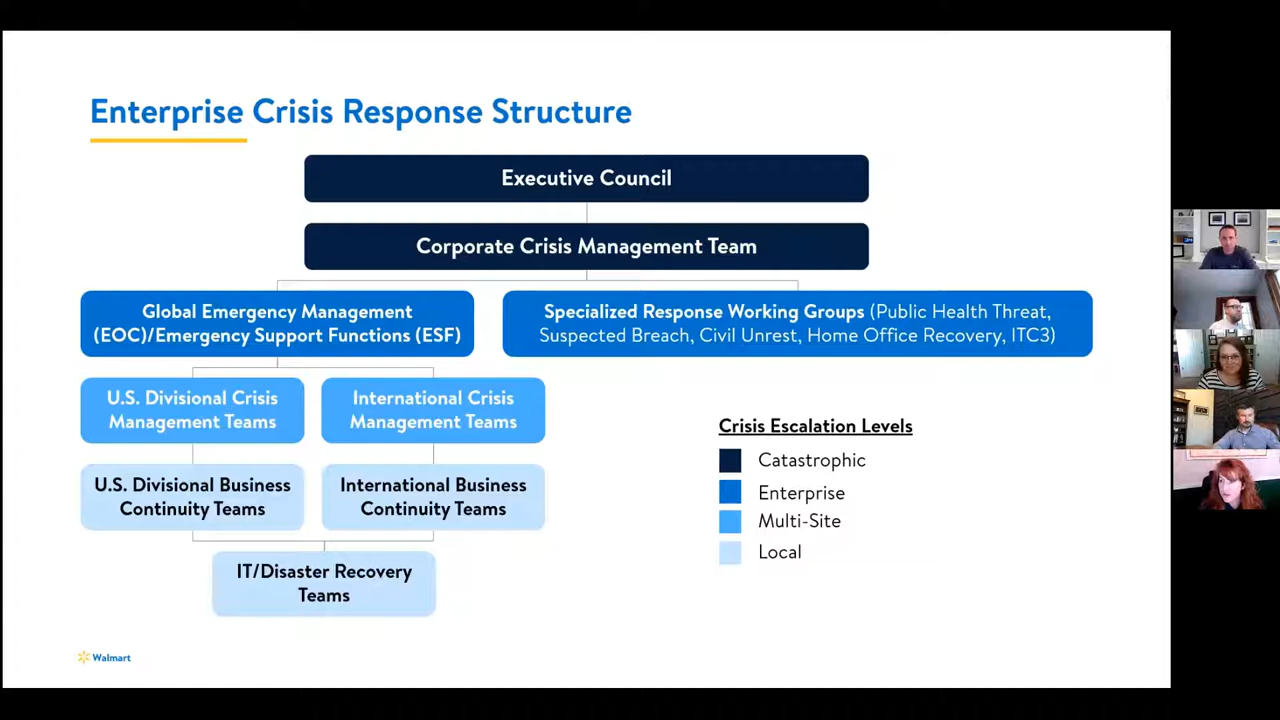 Enterprise Crisis Response Structure
Executive Council
Corporate Crisis Management Team
Global Emergency Management
(EOC)/Emergency Support Functions (ESF)
Specialized Response Working Groups (Public Health Threat,
Suspected Breach, Civil Unrest, Home Office Recovery, ITC3)
U.S. Divisional Crisis
Management Teams
International Crisis
Management Teams
U.S. Divisional Business
Continuity Teams
International Business
Continuity Teams
IT/Disaster Recovery
Teams
Crisis Escalation Levels
Catastrophic
Enterprise
Multi-Site
Local
Walmart